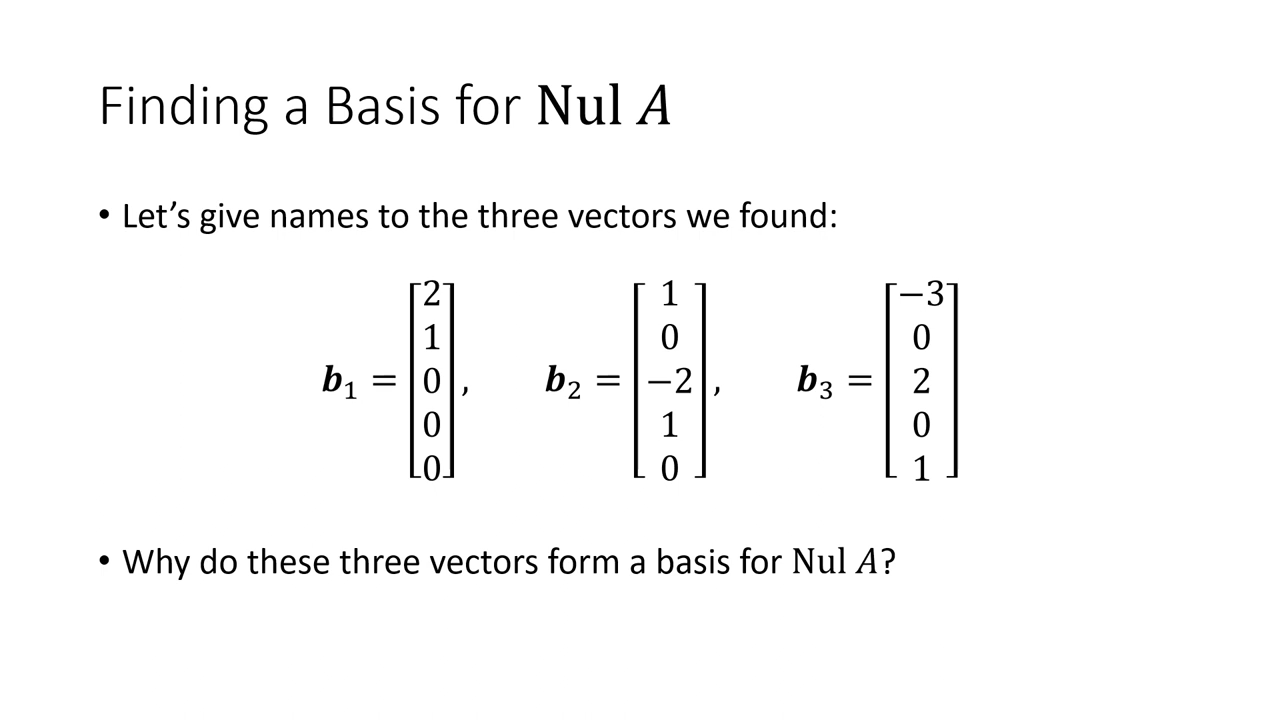 Finding a Basis for Nul A
• Let’s give names to the three vectors we found:
𝒃₁ = [2 1 0 0 0], 𝒃₂ = [1 0 −2 1 0], 𝒃₃ = [−3 0 2 0 1]
• Why do these three vectors form a basis for Nul A?